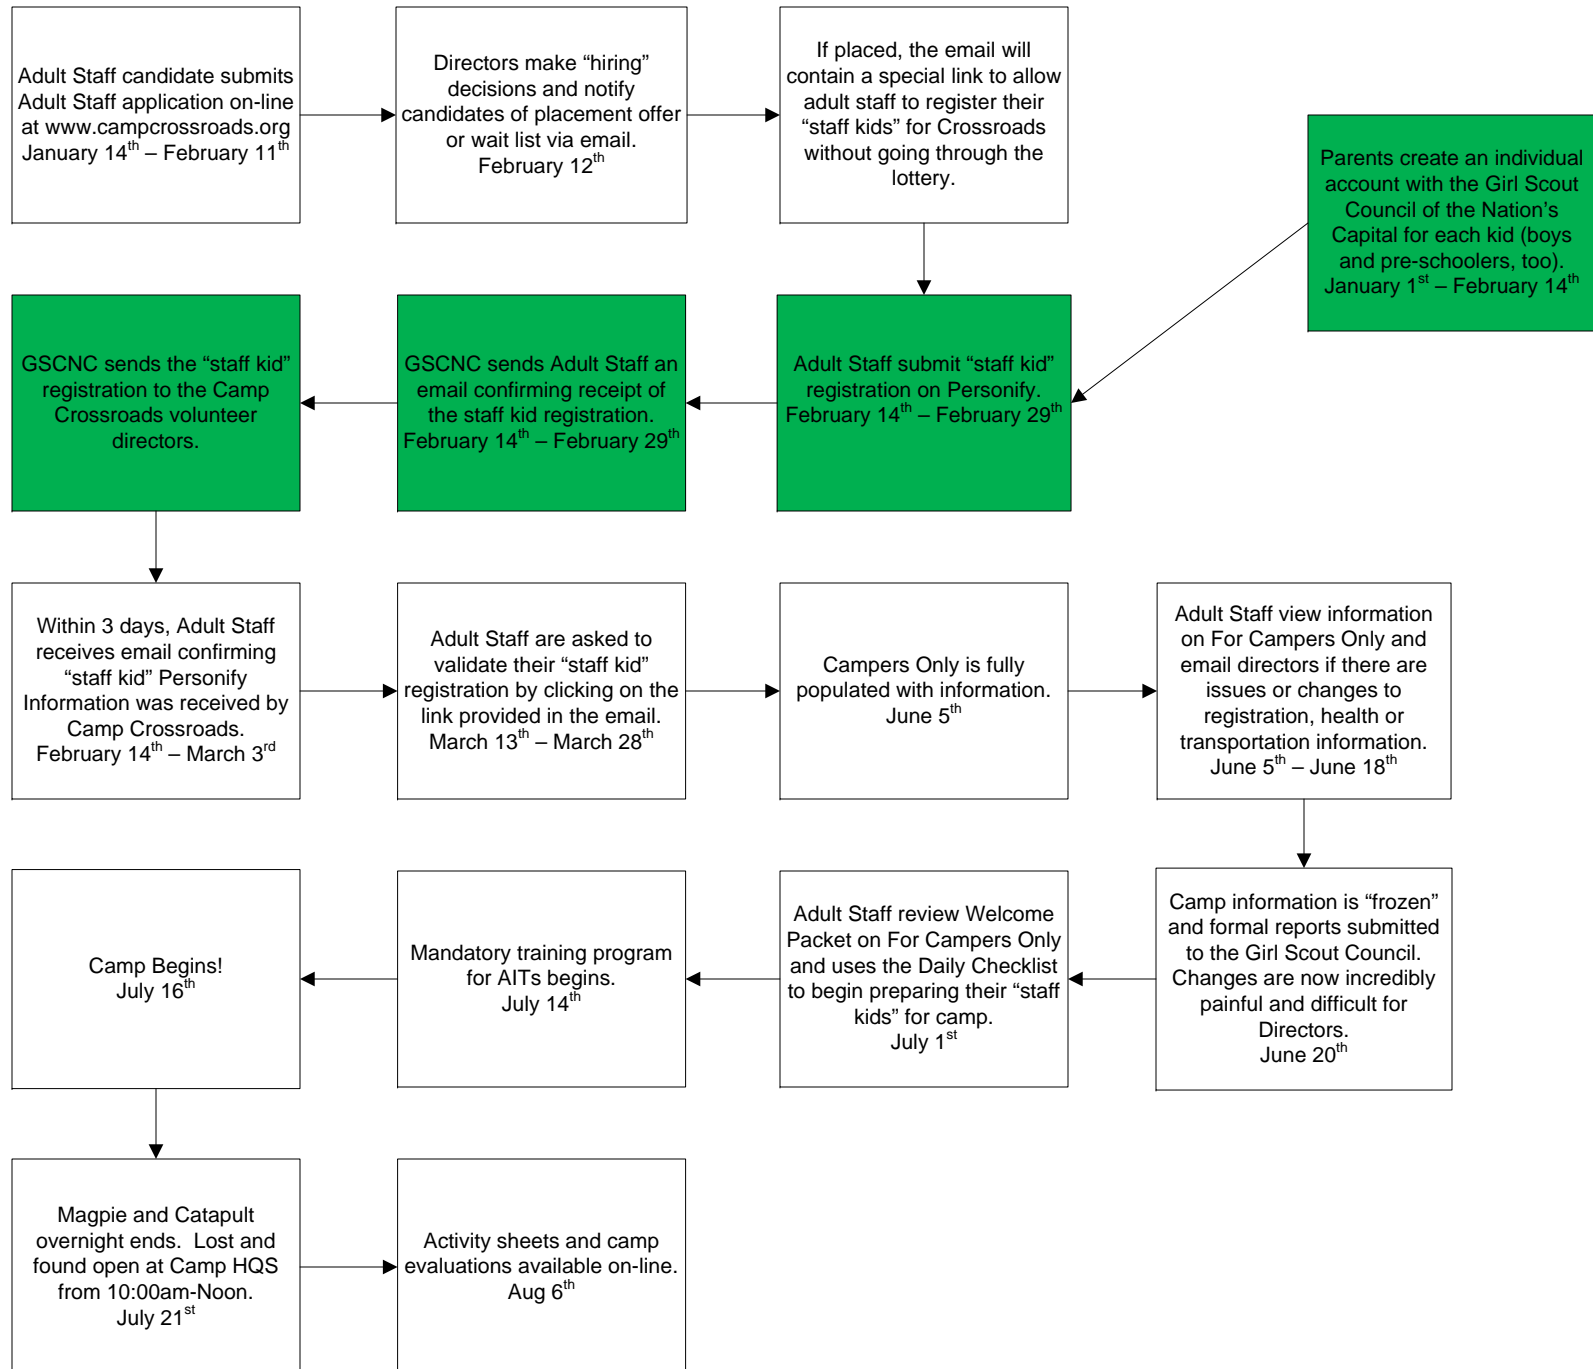 Adult Staff candidate submits
Adult Staff application on-line
at www.campcrossroads.org
January 14th – February 11th
Directors make “hiring”
decisions and notify
candidates of placement offer
or wait list via email.
February 12th
If placed, the email will
contain a special link to allow
adult staff to register their
“staff kids” for Crossroads
without going through the
lottery.
Parents create an individual
account with the Girl Scout
Council of the Nation’s
Capital for each kid (boys
and pre-schoolers, too).
January 1st – February 14th
GSCNC sends the “staff kid”
registration to the Camp
Crossroads volunteer
directors.
GSCNC sends Adult Staff an
email confirming receipt of
the staff kid registration.
February 14th – February 29th
Adult Staff submit “staff kid”
registration on Personify.
February 14th – February 29th
Within 3 days, Adult Staff
receives email confirming
“staff kid” Personify
Information was received by
Camp Crossroads.
February 14th – March 3rd
Adult Staff are asked to
validate their “staff kid”
registration by clicking on the
link provided in the email.
March 13th – March 28th
Campers Only is fully
populated with information.
June 5th
Adult Staff view information
on For Campers Only and
email directors if there are
issues or changes to
registration, health or
transportation information.
June 5th – June 18th
Camp Begins!
July 16th
Mandatory training program
for AITs begins.
July 14th
Adult Staff review Welcome
Packet on For Campers Only
and uses the Daily Checklist
to begin preparing their “staff
kids” for camp.
July 1st
Camp information is “frozen”
and formal reports submitted
to the Girl Scout Council.
Changes are now incredibly
painful and difficult for
Directors.
June 20th
Magpie and Catapult
overnight ends.  Lost and
found open at Camp HQS
from 10:00am-Noon.
July 21st
Activity sheets and camp
evaluations available on-line.
Aug 6th